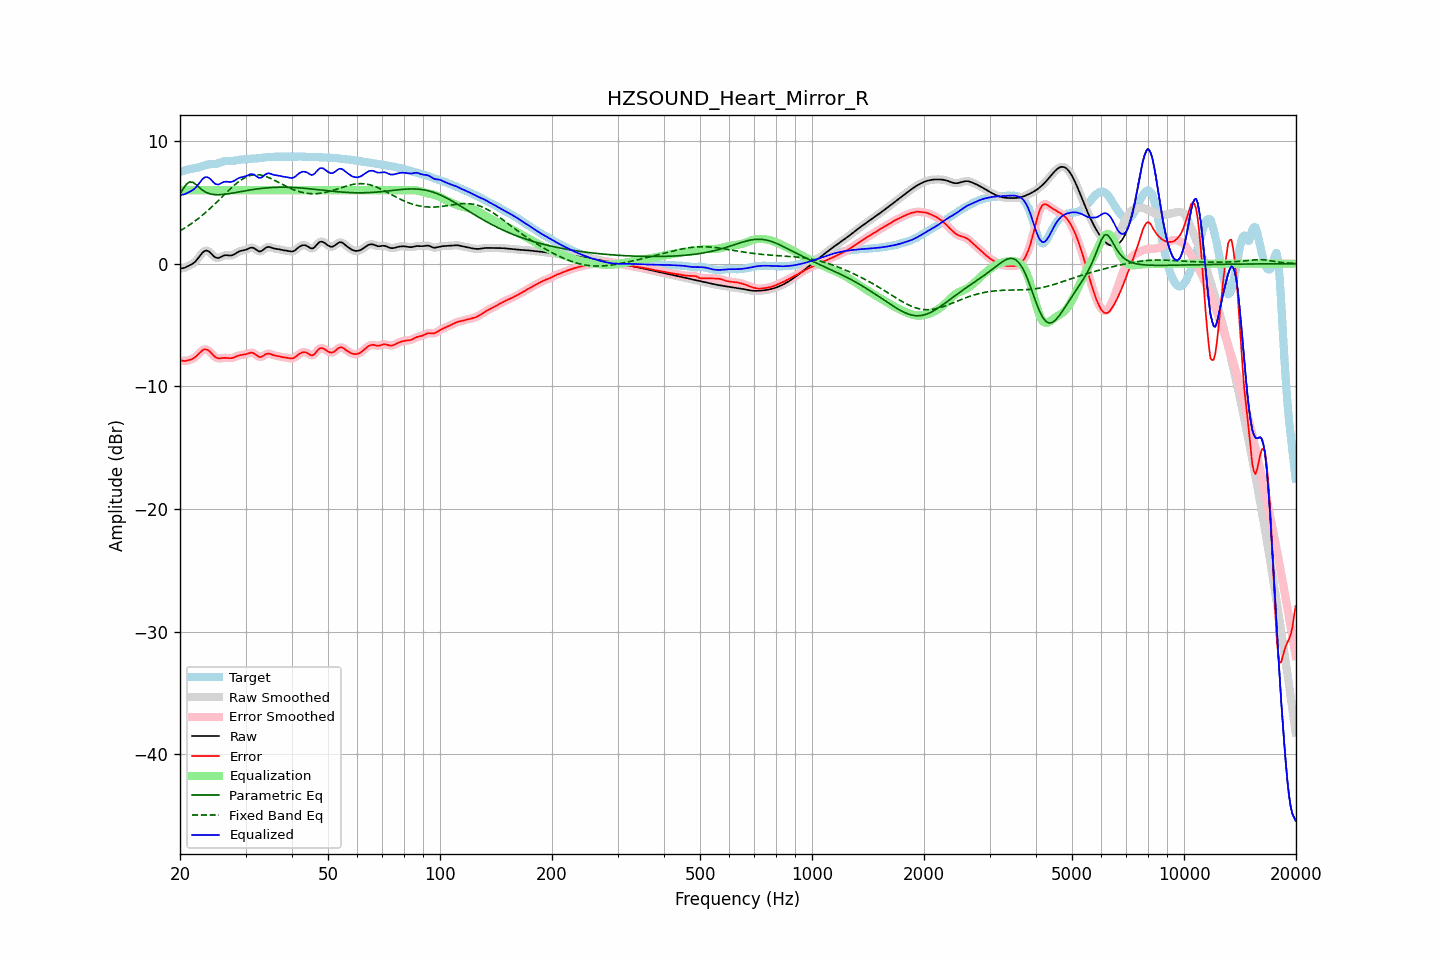 HZSOUND_Heart_Mirror_R
Amplitude (dBr)
10
0
−10
−20
−30
−40
Target
Raw Smoothed
Error Smoothed
Raw
Error
Equalization
Parametric Eq
Fixed Band Eq
Equalized
20 50 100 200 500 1000 2000 5000 10000 20000
Frequency (Hz)